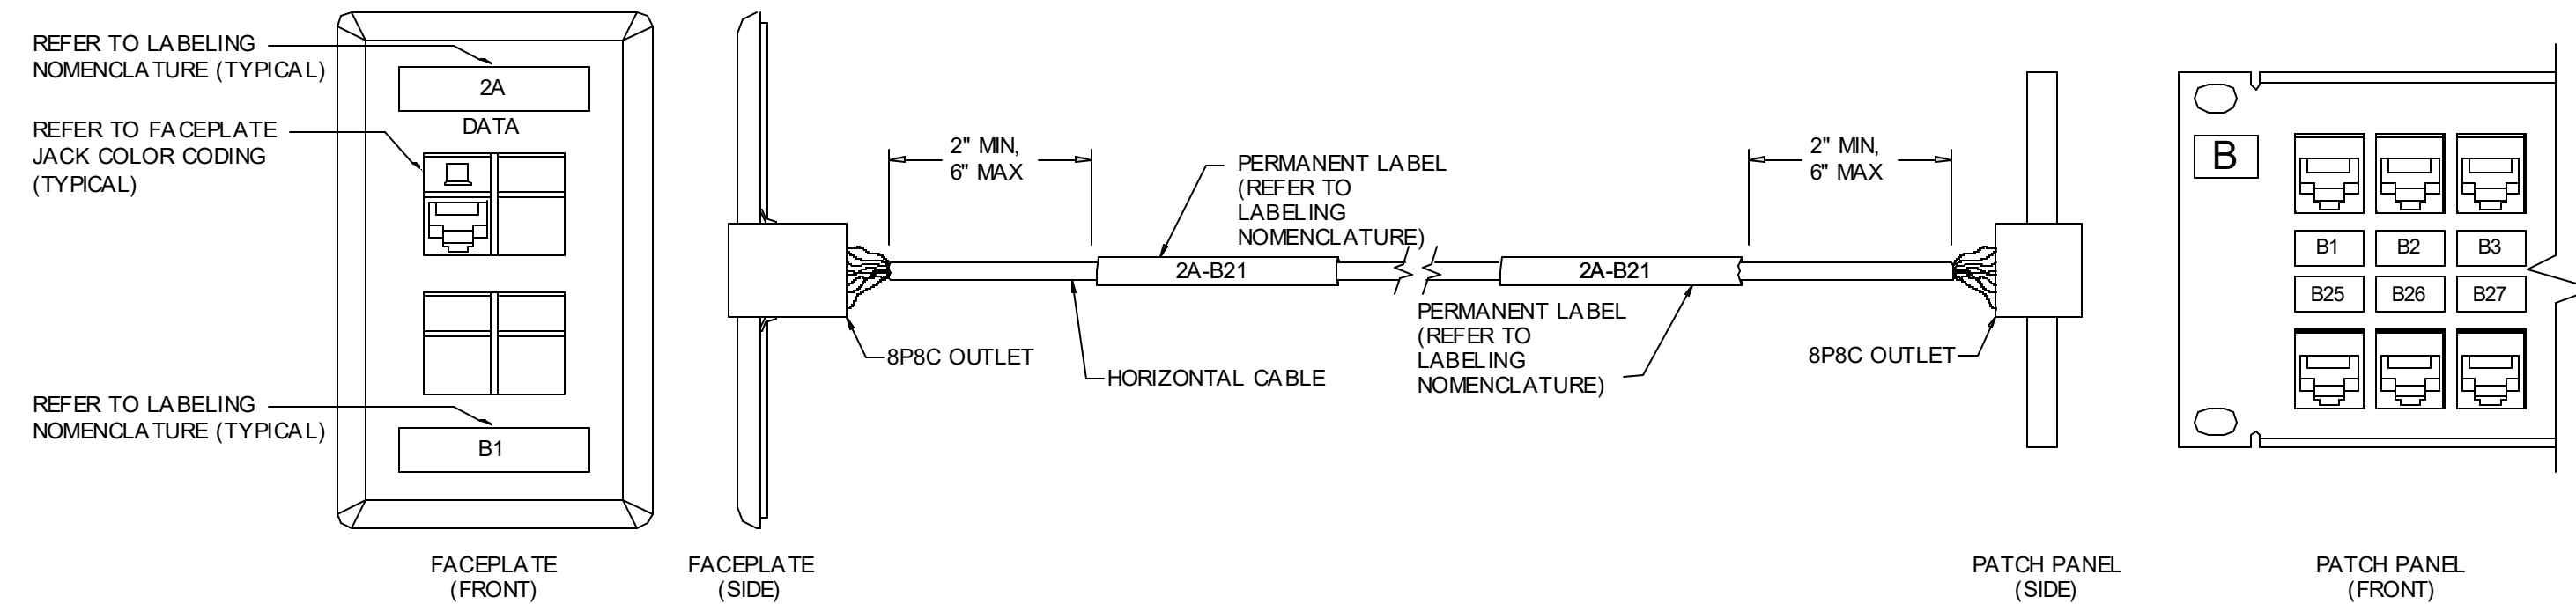 REFER TO LABELING
NOMENCLATURE (TYPICAL)
2A
DATA
REFER TO FACEPLATE
JACK COLOR CODING
(TYPICAL)
REFER TO LABELING
NOMENCLATURE (TYPICAL)
B1
FACEPLATE
(FRONT)
FACEPLATE
(SIDE)
8P8C OUTLET
2" MIN,
6" MAX
PERMANENT LABEL
(REFER TO
LABELING
NOMENCLATURE)
2A-B21
HORIZONTAL CABLE
2A-B21
PERMANENT LABEL
(REFER TO
LABELING
NOMENCLATURE)
2" MIN,
6" MAX
8P8C OUTLET
PATCH PANEL
(SIDE)
B
B1 B2 B3
B25 B26 B27
PATCH PANEL
(FRONT)